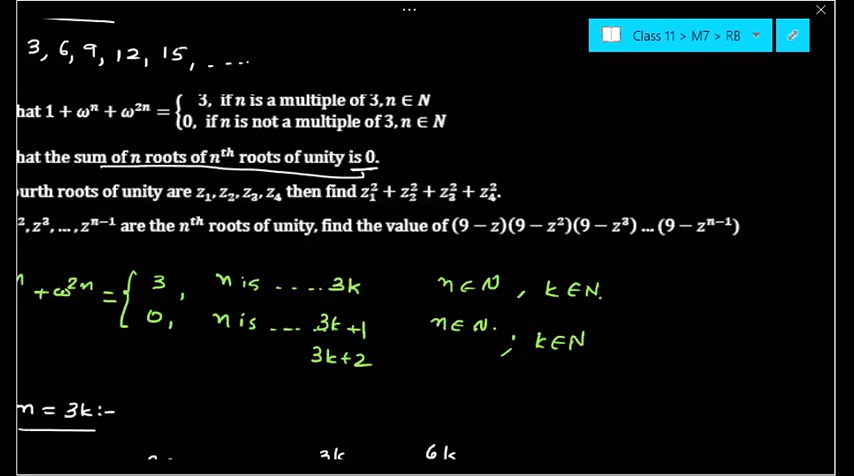 ...
Class 11 > M7 > RB
3, 6, 9, 12, 15, ....
hat 1 + ωⁿ + ω²ⁿ = { 3, if n is a multiple of 3, n ∈ N
0, if n is not a multiple of 3, n ∈ N
hat the sum of n roots of nᵗʰ roots of unity is 0.
urth roots of unity are z₁, z₂, z₃, z₄ then find z₁² + z₂² + z₃² + z₄².
², z³, ..., zⁿ⁻¹ are the nᵗʰ roots of unity, find the value of (9 − z)(9 − z²)(9 − z³) ... (9 − zⁿ⁻¹)
n + ω²ⁿ = { 3, n is ..... 3k n ∈ N, k ∈ N.
0, n is ... 3k+1 n ∈ N. ; k ∈ N
3k+2
n = 3k:-
3k 6k